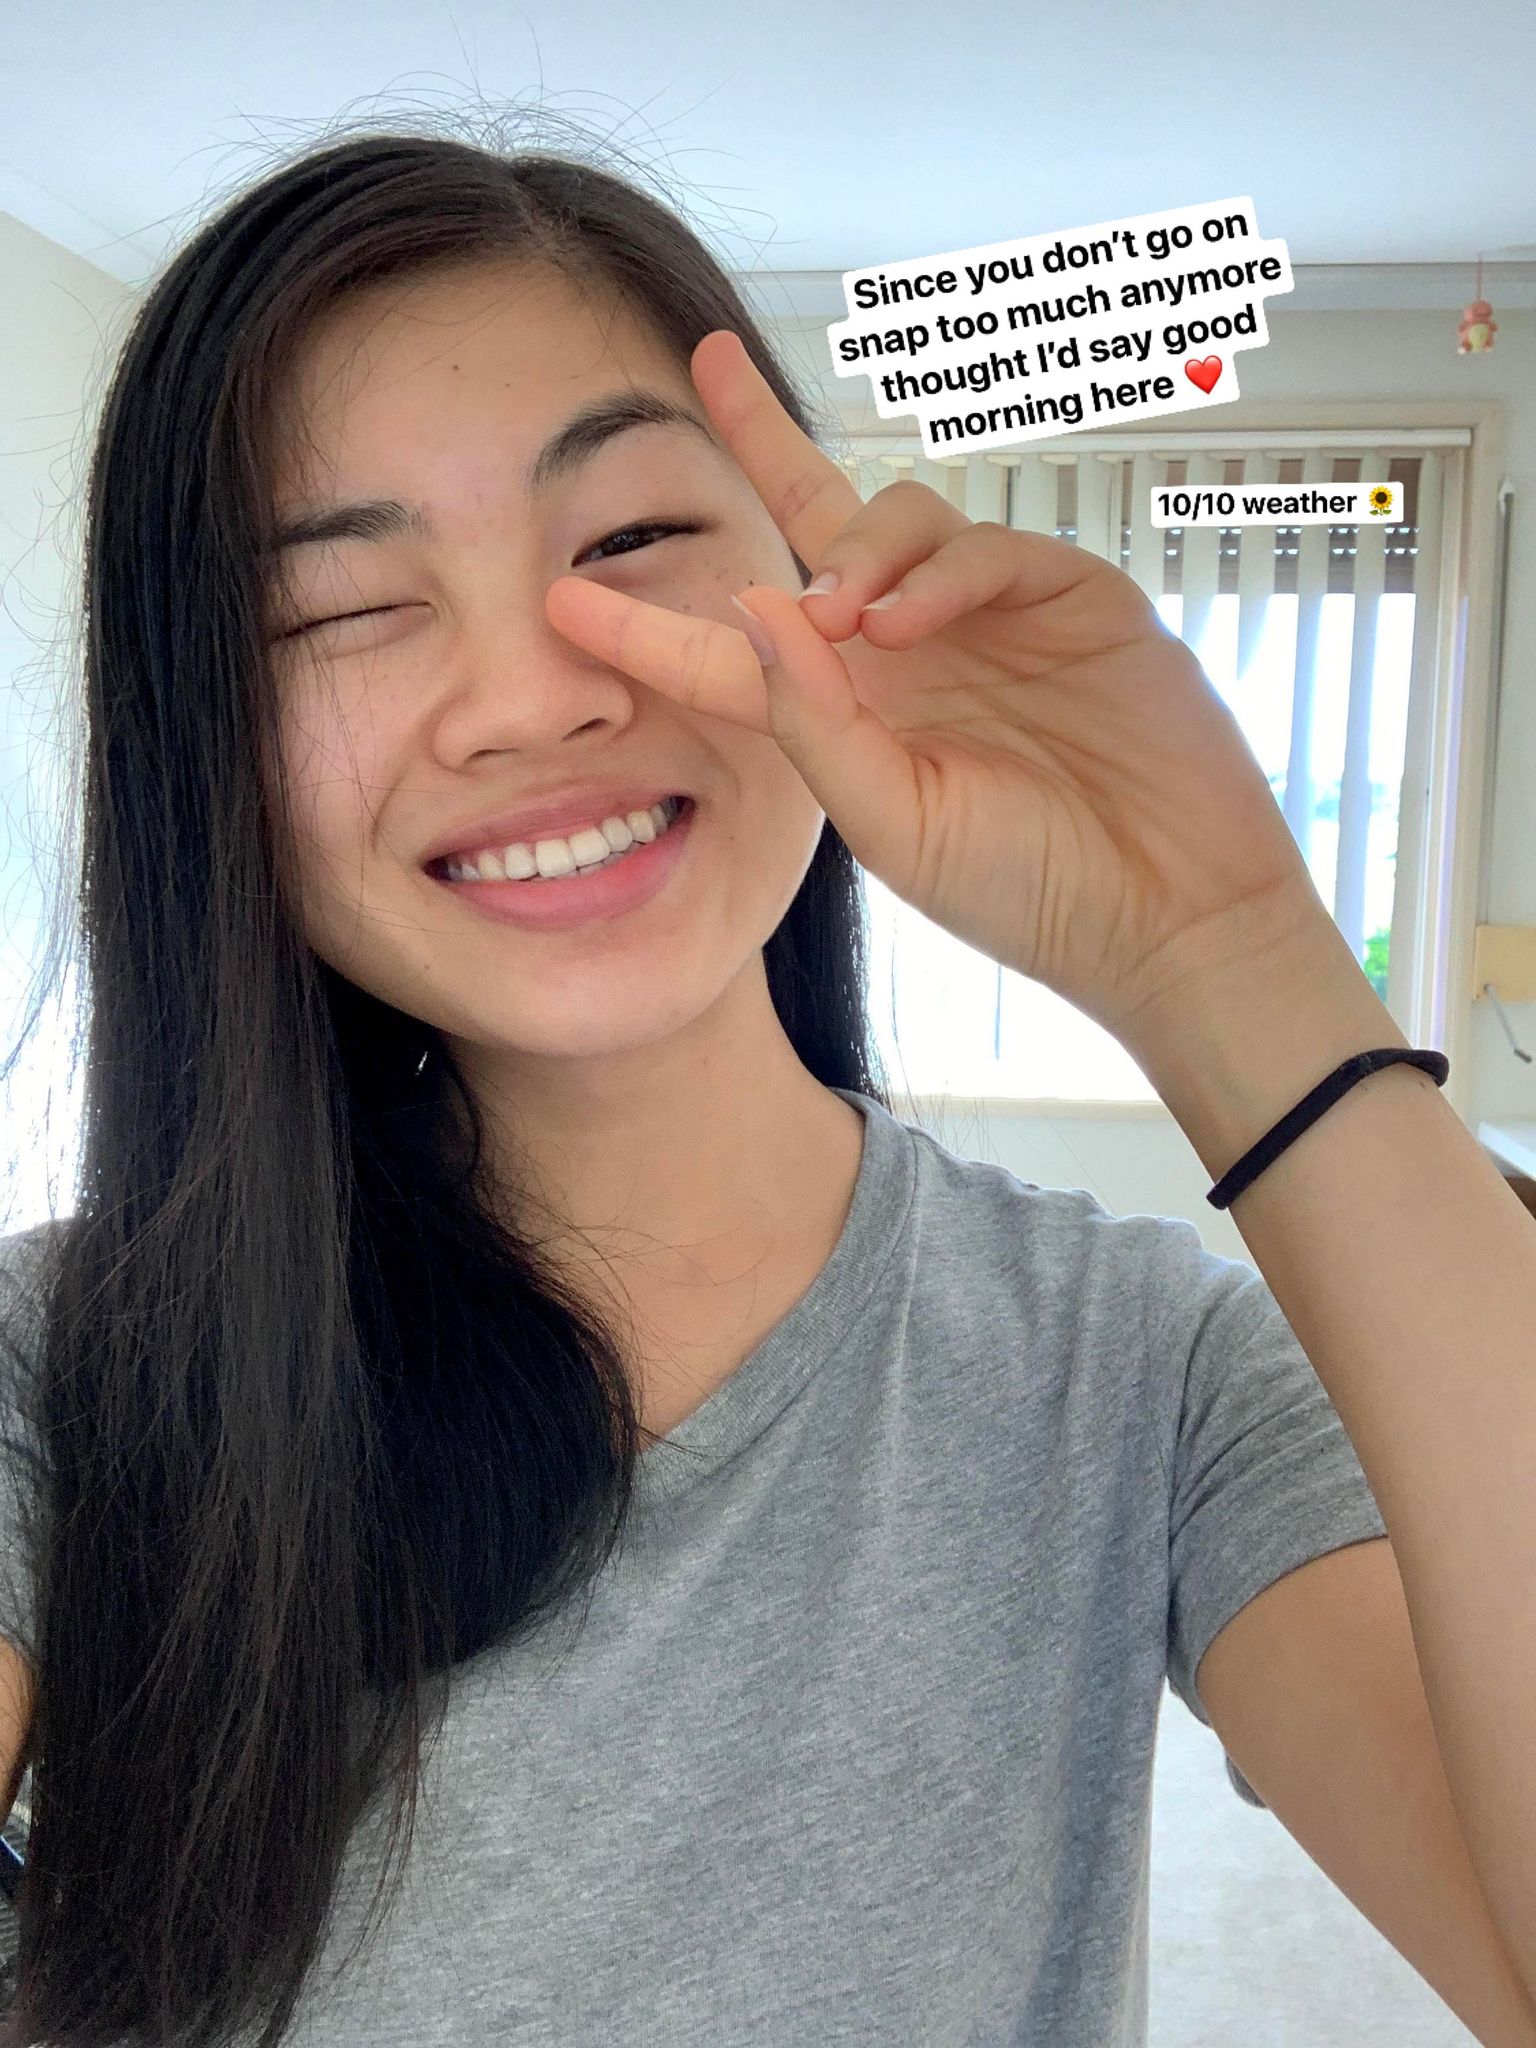 Since you don’t go on
snap too much anymore
thought I’d say good
morning here ❤️
10/10 weather 🌻